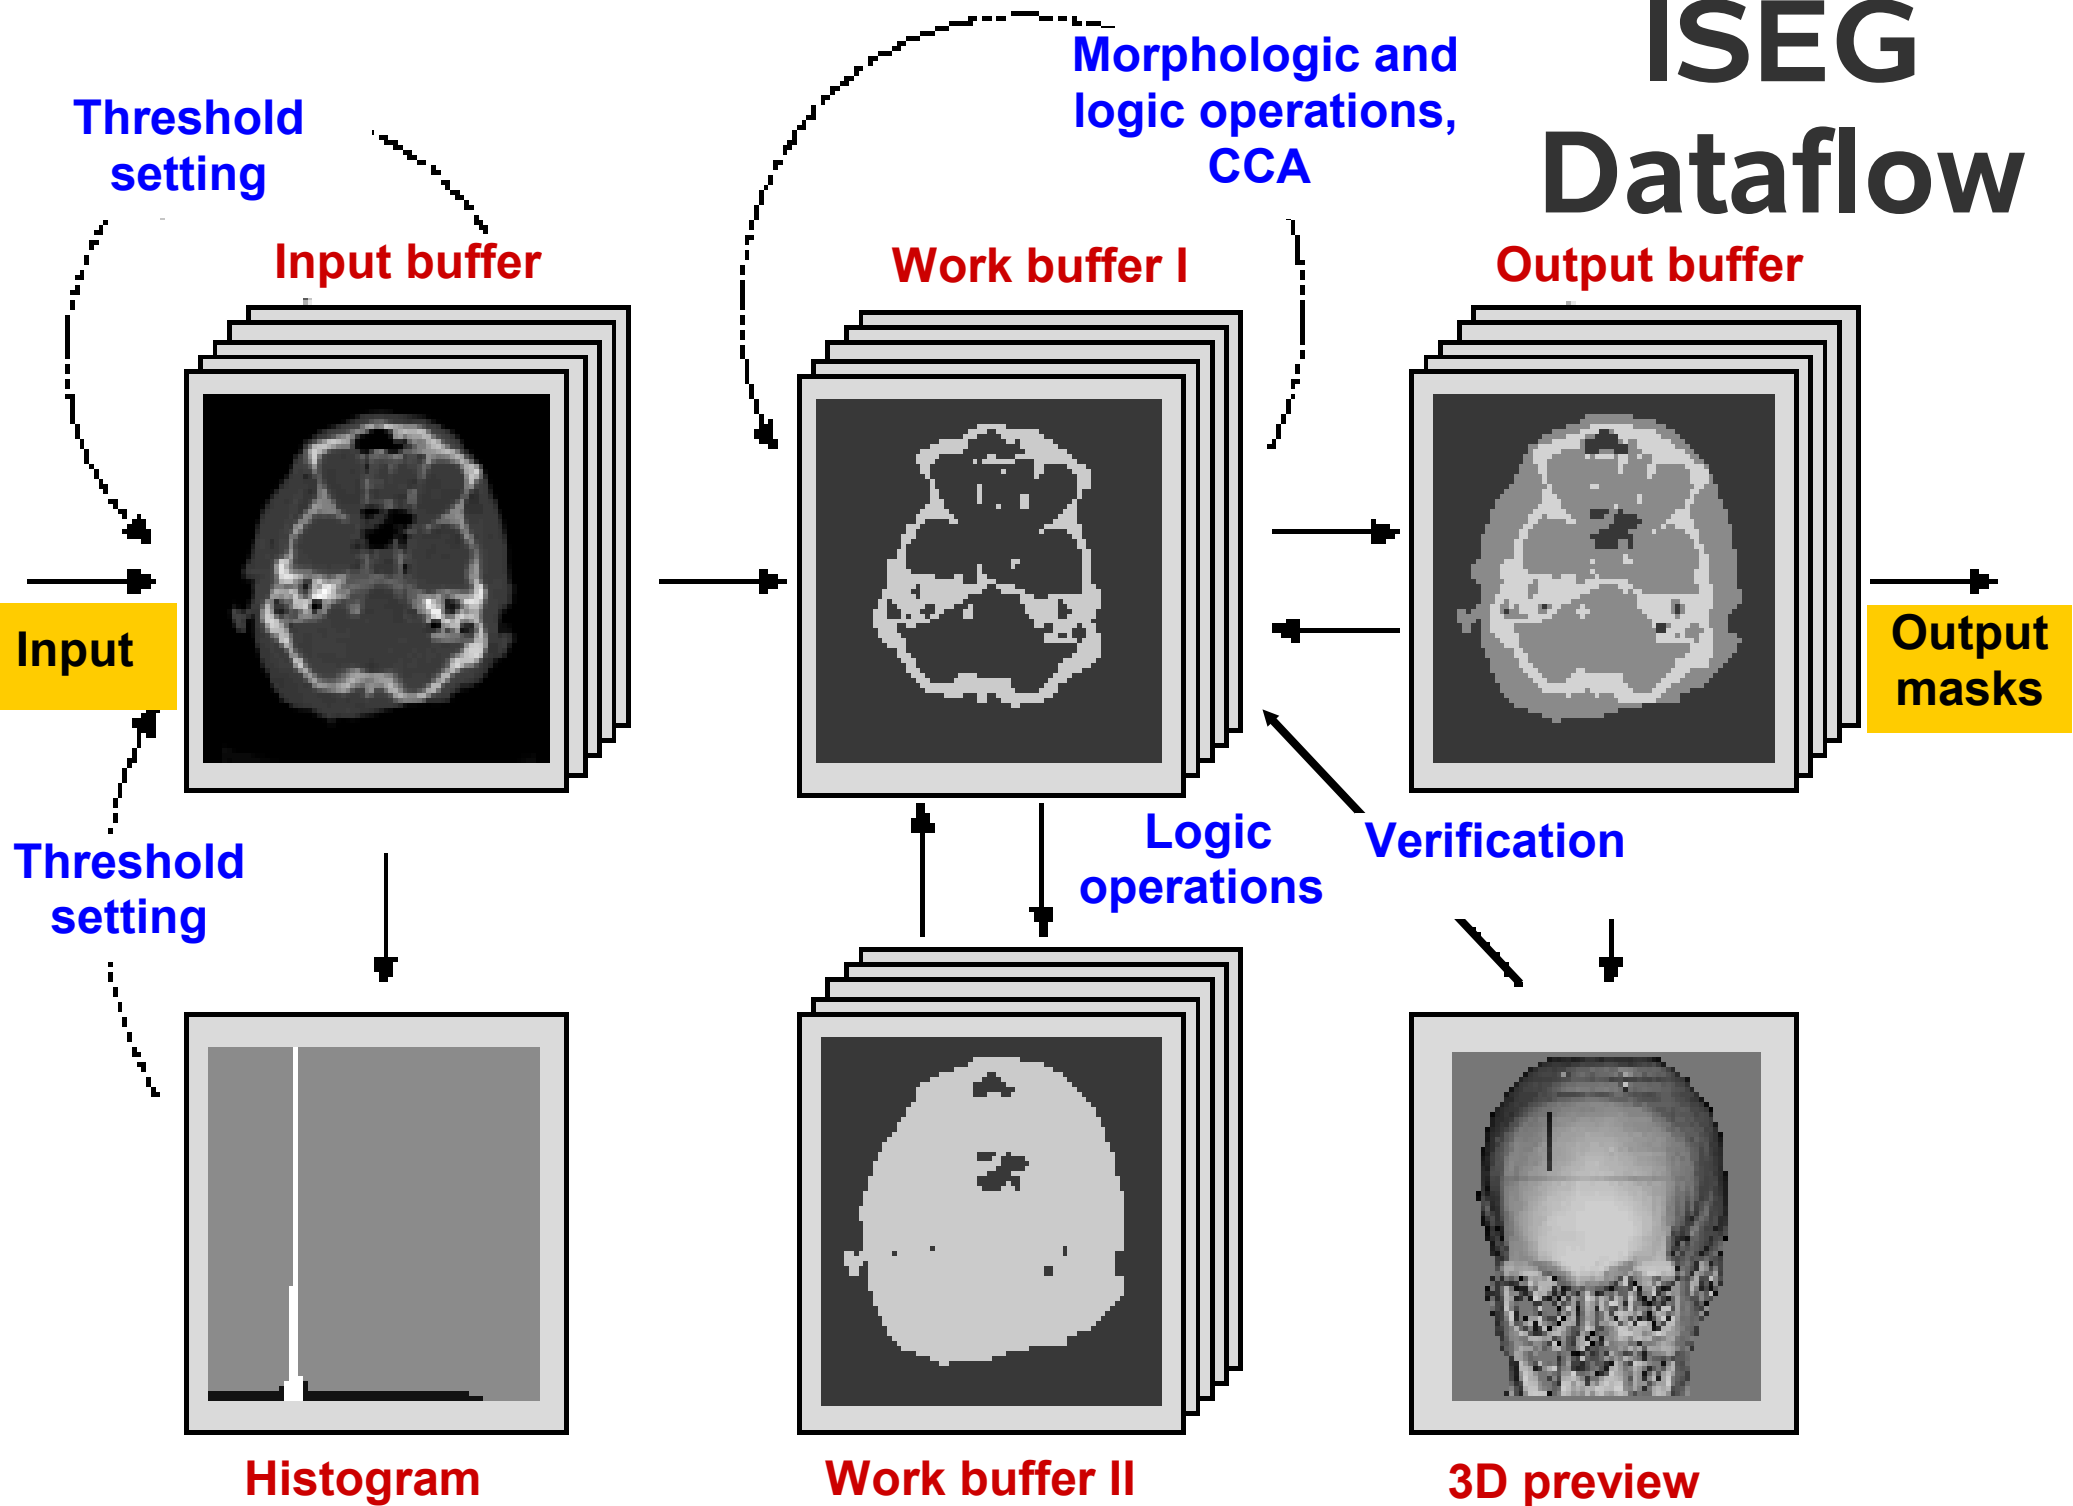 ISEG
Dataflow
Morphologic and
logic operations,
CCA
Threshold
setting
Input buffer
Work buffer I
Output buffer
Input
Output
masks
Threshold
setting
Logic
operations
Verification
Histogram
Work buffer II
3D preview